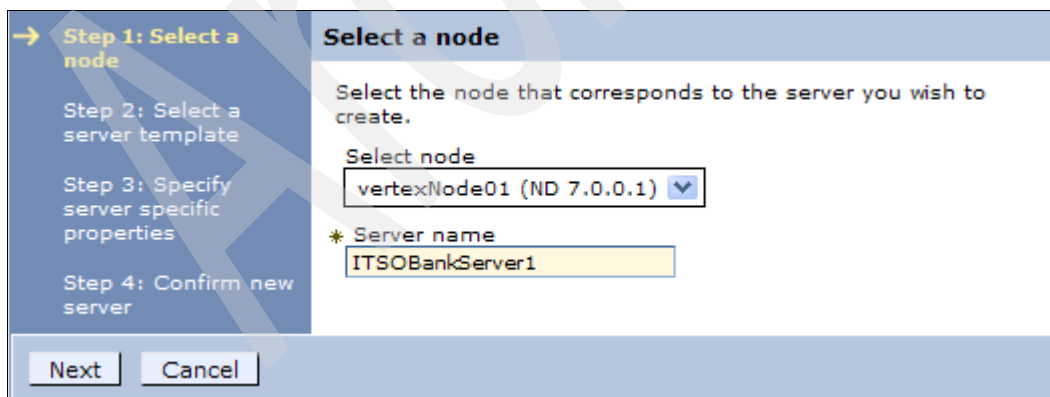 Step 1: Select a
node
Step 2: Select a
server template
Step 3: Specify
server specific
properties
Step 4: Confirm new
server
Select a node
Select the node that corresponds to the server you wish to
create.
Select node
vertexNode01 (ND 7.0.0.1)
* Server name
ITSOBankServer1
Next
Cancel